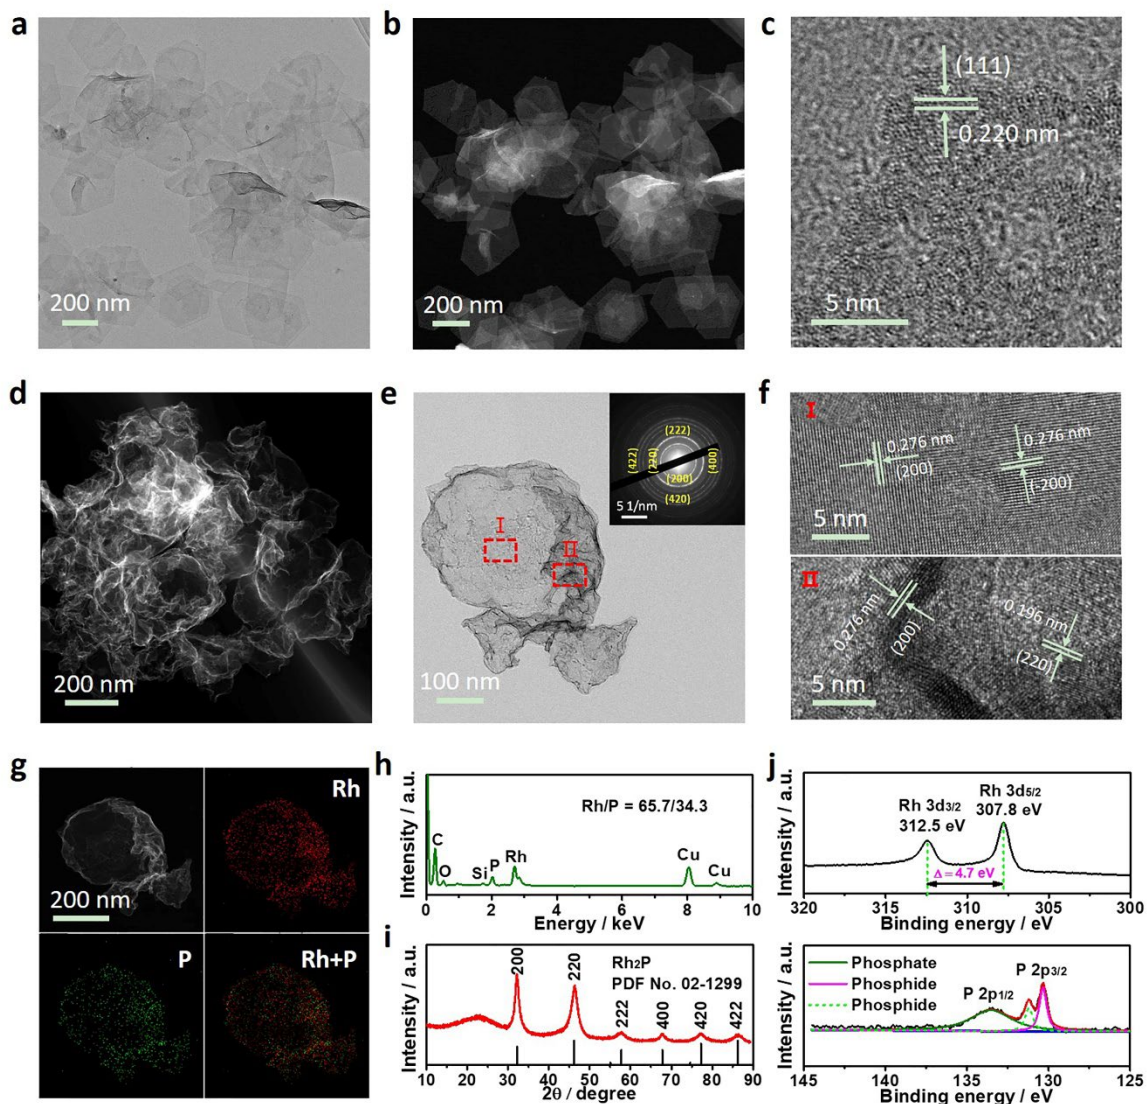 a
200 nm
b
200 nm
c
(111)
0.220 nm
5 nm
d
200 nm
e
I
II
100 nm
(222)
(422)
(220)
(400)
(200)
(420)
5 1/nm
f
I
0.276 nm
(200)
0.276 nm
(-200)
5 nm
II
0.276 nm
(200)
0.196 nm
(220)
5 nm
g
200 nm
Rh
P
Rh+P
h
Intensity / a.u.
Rh/P = 65.7/34.3
C
O
Si
P
Rh
Cu
Cu
0 2 4 6 8 10
Energy / keV
i
Intensity / a.u.
Rh₂P
PDF No. 02-1299
200
220
222
400
420
422
10 20 30 40 50 60 70 80 90
2θ / degree
j
Intensity / a.u.
Rh 3d₃/₂
312.5 eV
Rh 3d₅/₂
307.8 eV
Δ = 4.7 eV
320 315 310 305 300
Binding energy / eV
Intensity / a.u.
Phosphate
Phosphide
Phosphide
P 2p₁/₂
P 2p₃/₂
145 140 135 130 125
Binding energy / eV